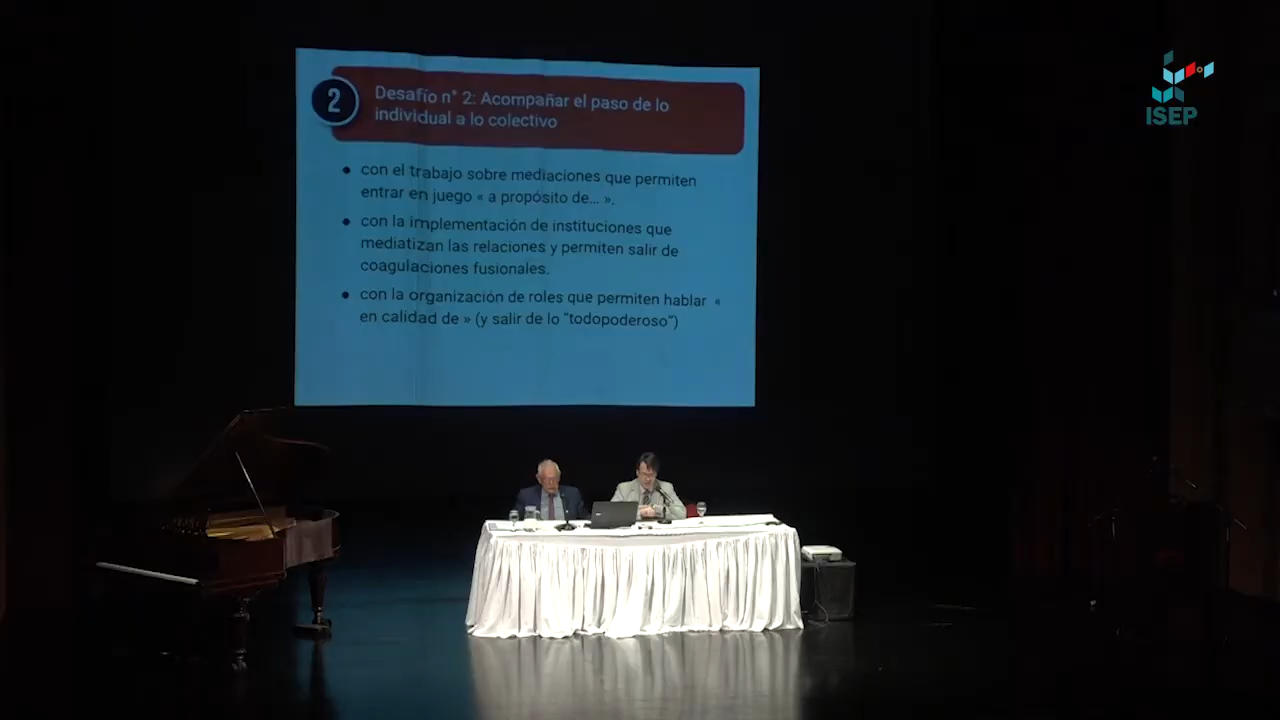 2
Desafío n° 2: Acompañar el paso de lo
individual a lo colectivo
• con el trabajo sobre mediaciones que permiten
entrar en juego « a propósito de... ».
• con la implementación de instituciones que
mediatizan las relaciones y permiten salir de
coagulaciones fusionales.
• con la organización de roles que permiten hablar «
en calidad de » (y salir de lo "todopoderoso")
ISEP